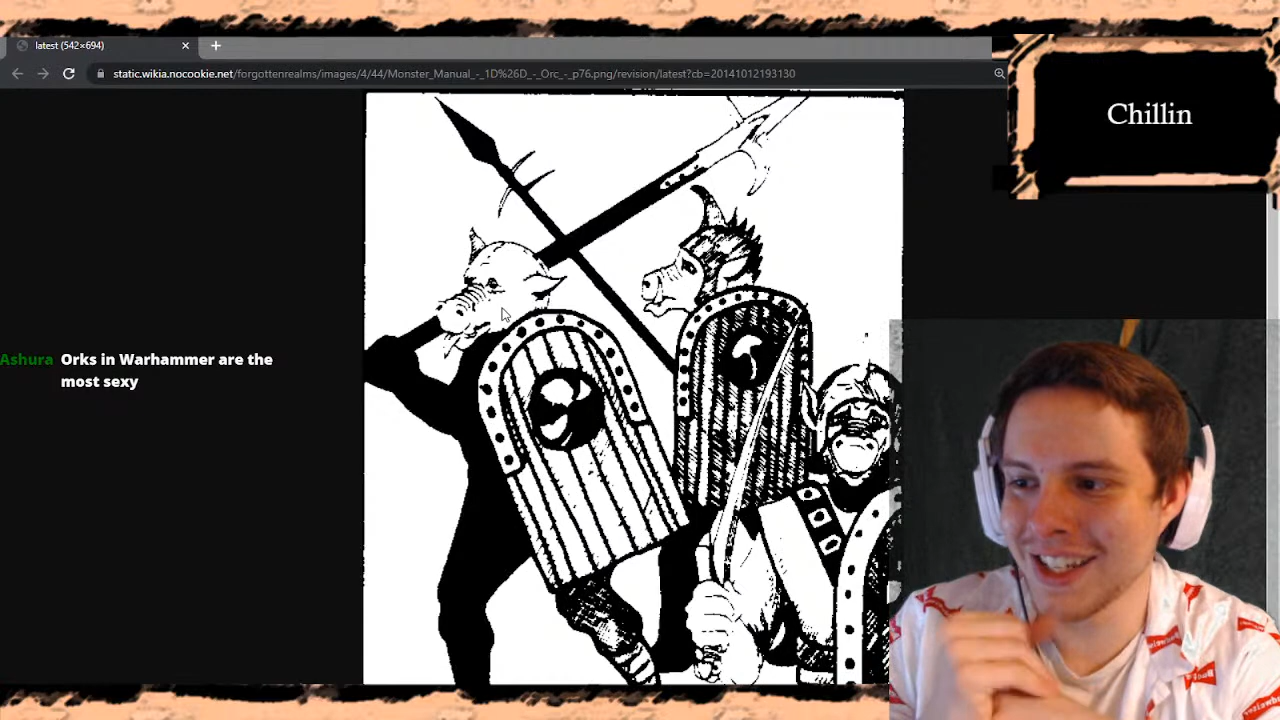 latest (542×694)
static.wikia.nocookie.net/forgottenrealms/images/4/44/Monster_Manual_-_1D%26D_-_Orc_-_p76.png/revision/latest?cb=20141012193130
Chillin
Ashura Orks in Warhammer are the
most sexy